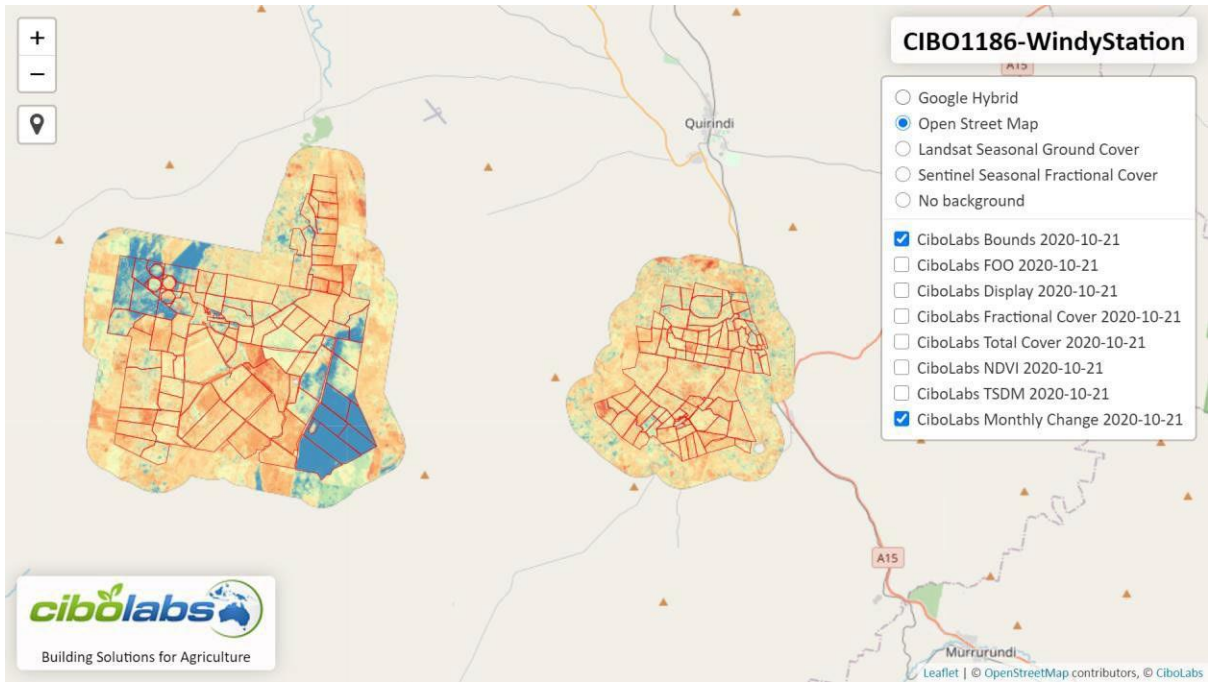 +
−
CIBO1186-WindyStation
A15
Google Hybrid
Open Street Map
Landsat Seasonal Ground Cover
Sentinel Seasonal Fractional Cover
No background
CiboLabs Bounds 2020-10-21
CiboLabs FOO 2020-10-21
CiboLabs Display 2020-10-21
CiboLabs Fractional Cover 2020-10-21
CiboLabs Total Cover 2020-10-21
CiboLabs NDVI 2020-10-21
CiboLabs TSDM 2020-10-21
CiboLabs Monthly Change 2020-10-21
Quirindi
A15
Murrurundi
cibolabs
Building Solutions for Agriculture
Leaflet | © OpenStreetMap contributors, © CiboLabs